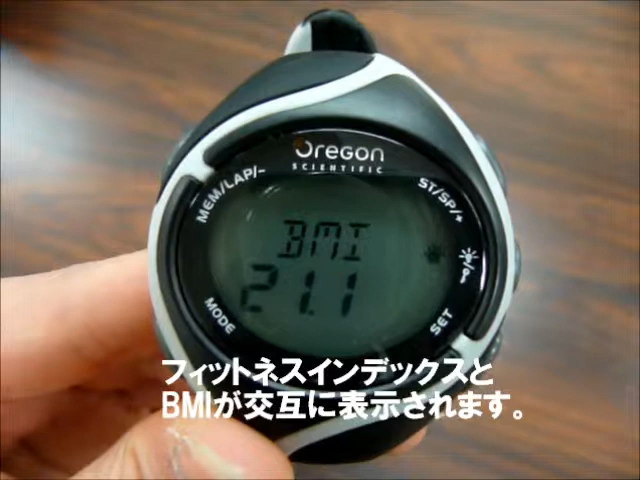 OREGON
SCIENTIFIC
MEM/LAP/-
ST/SP/+
BMI
21.1
MODE
SET
フィットネスインデックスと
BMIが交互に表示されます。